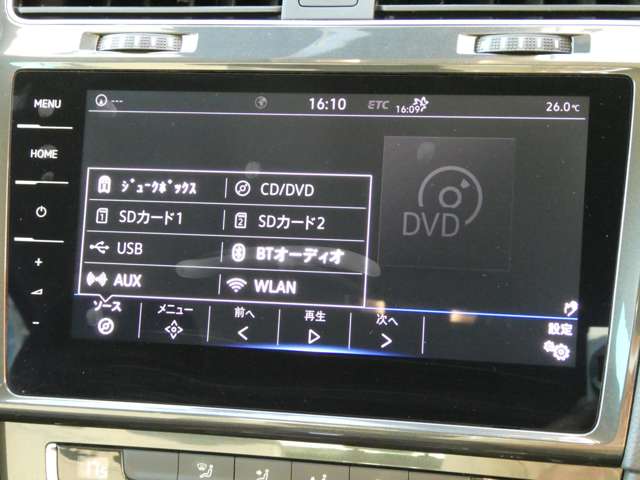 MENU
HOME
---
16:10
ETC
16:09
26.0℃
ｼﾞｭｰｸﾎﾞｯｸｽ
CD/DVD
SDカード1
SDカード2
USB
BTオーディオ
AUX
WLAN
DVD
ソース
メニュー
前へ
再生
次へ
設定
+
-